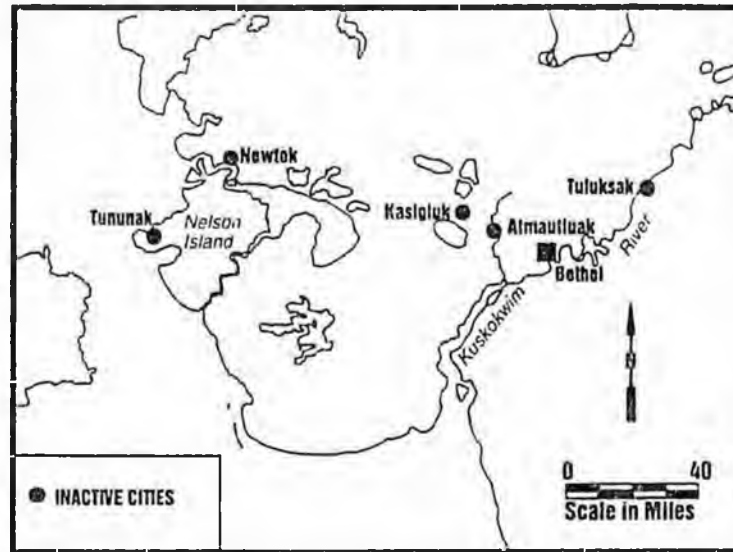 Newtok
Tununak
Nelson
Island
Kasigluk
Atmautluak
Tuluksak
Bethel
River
Kuskokwim
N
0 40
Scale in Miles
INACTIVE CITIES